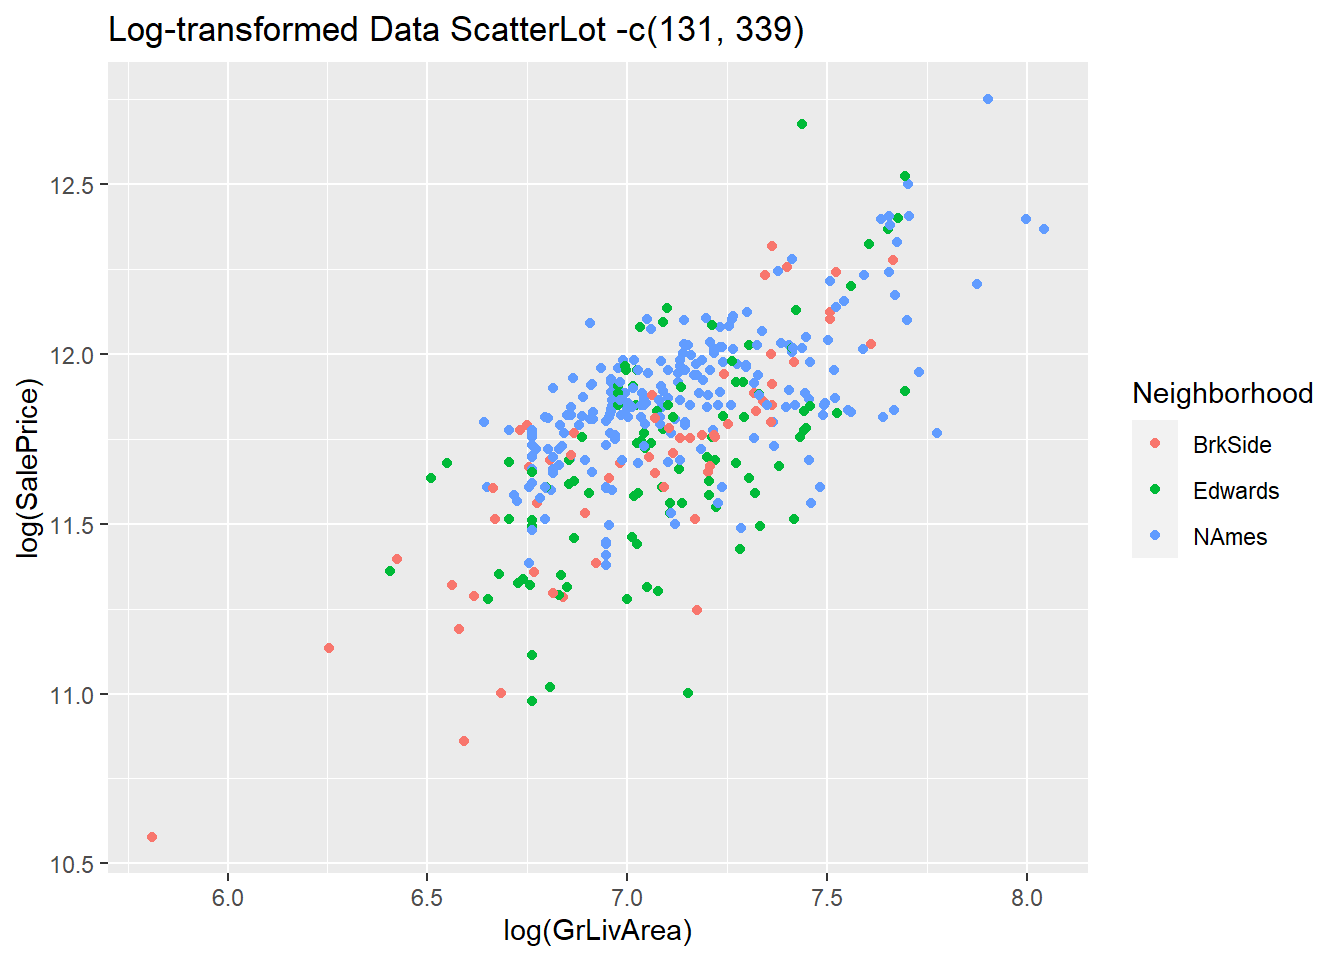 Log-transformed Data ScatterLot -c(131, 339)
12.5
12.0
11.5
11.0
10.5
log(SalePrice)
6.0 6.5 7.0 7.5 8.0
log(GrLivArea)
Neighborhood
BrkSide
Edwards
NAmes